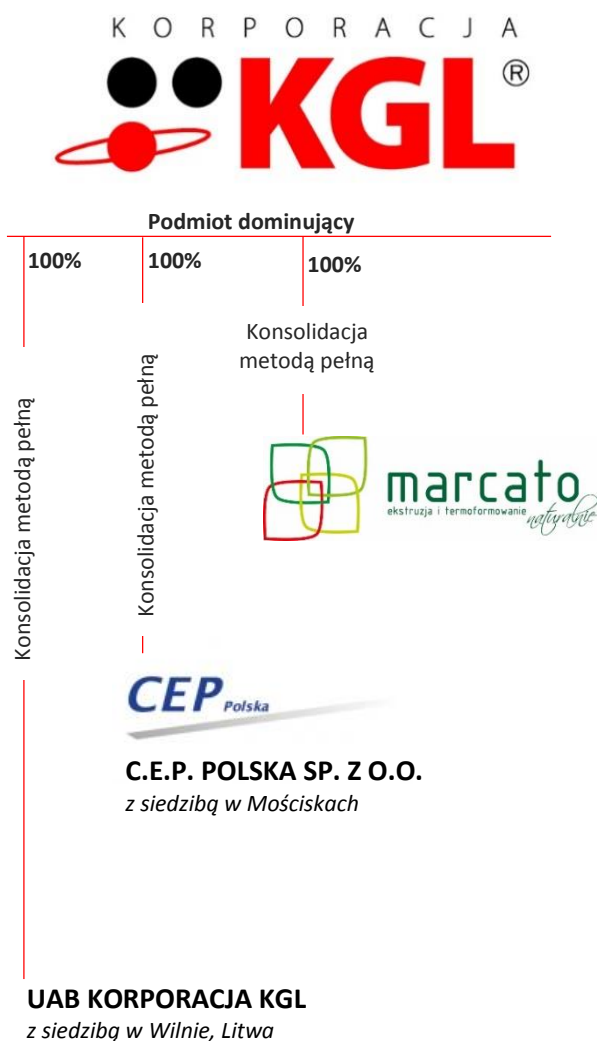 KORPORACJA
KGL®
Podmiot dominujący
100%
100%
100%
Konsolidacja
metodą pełną
Konsolidacja metodą pełną
Konsolidacja metodą pełną
marcato
ekstruzja i termoformowanie
naturalnie
CEP Polska
C.E.P. POLSKA SP. Z O.O.
z siedzibą w Mościskach
UAB KORPORACJA KGL
z siedzibą w Wilnie, Litwa